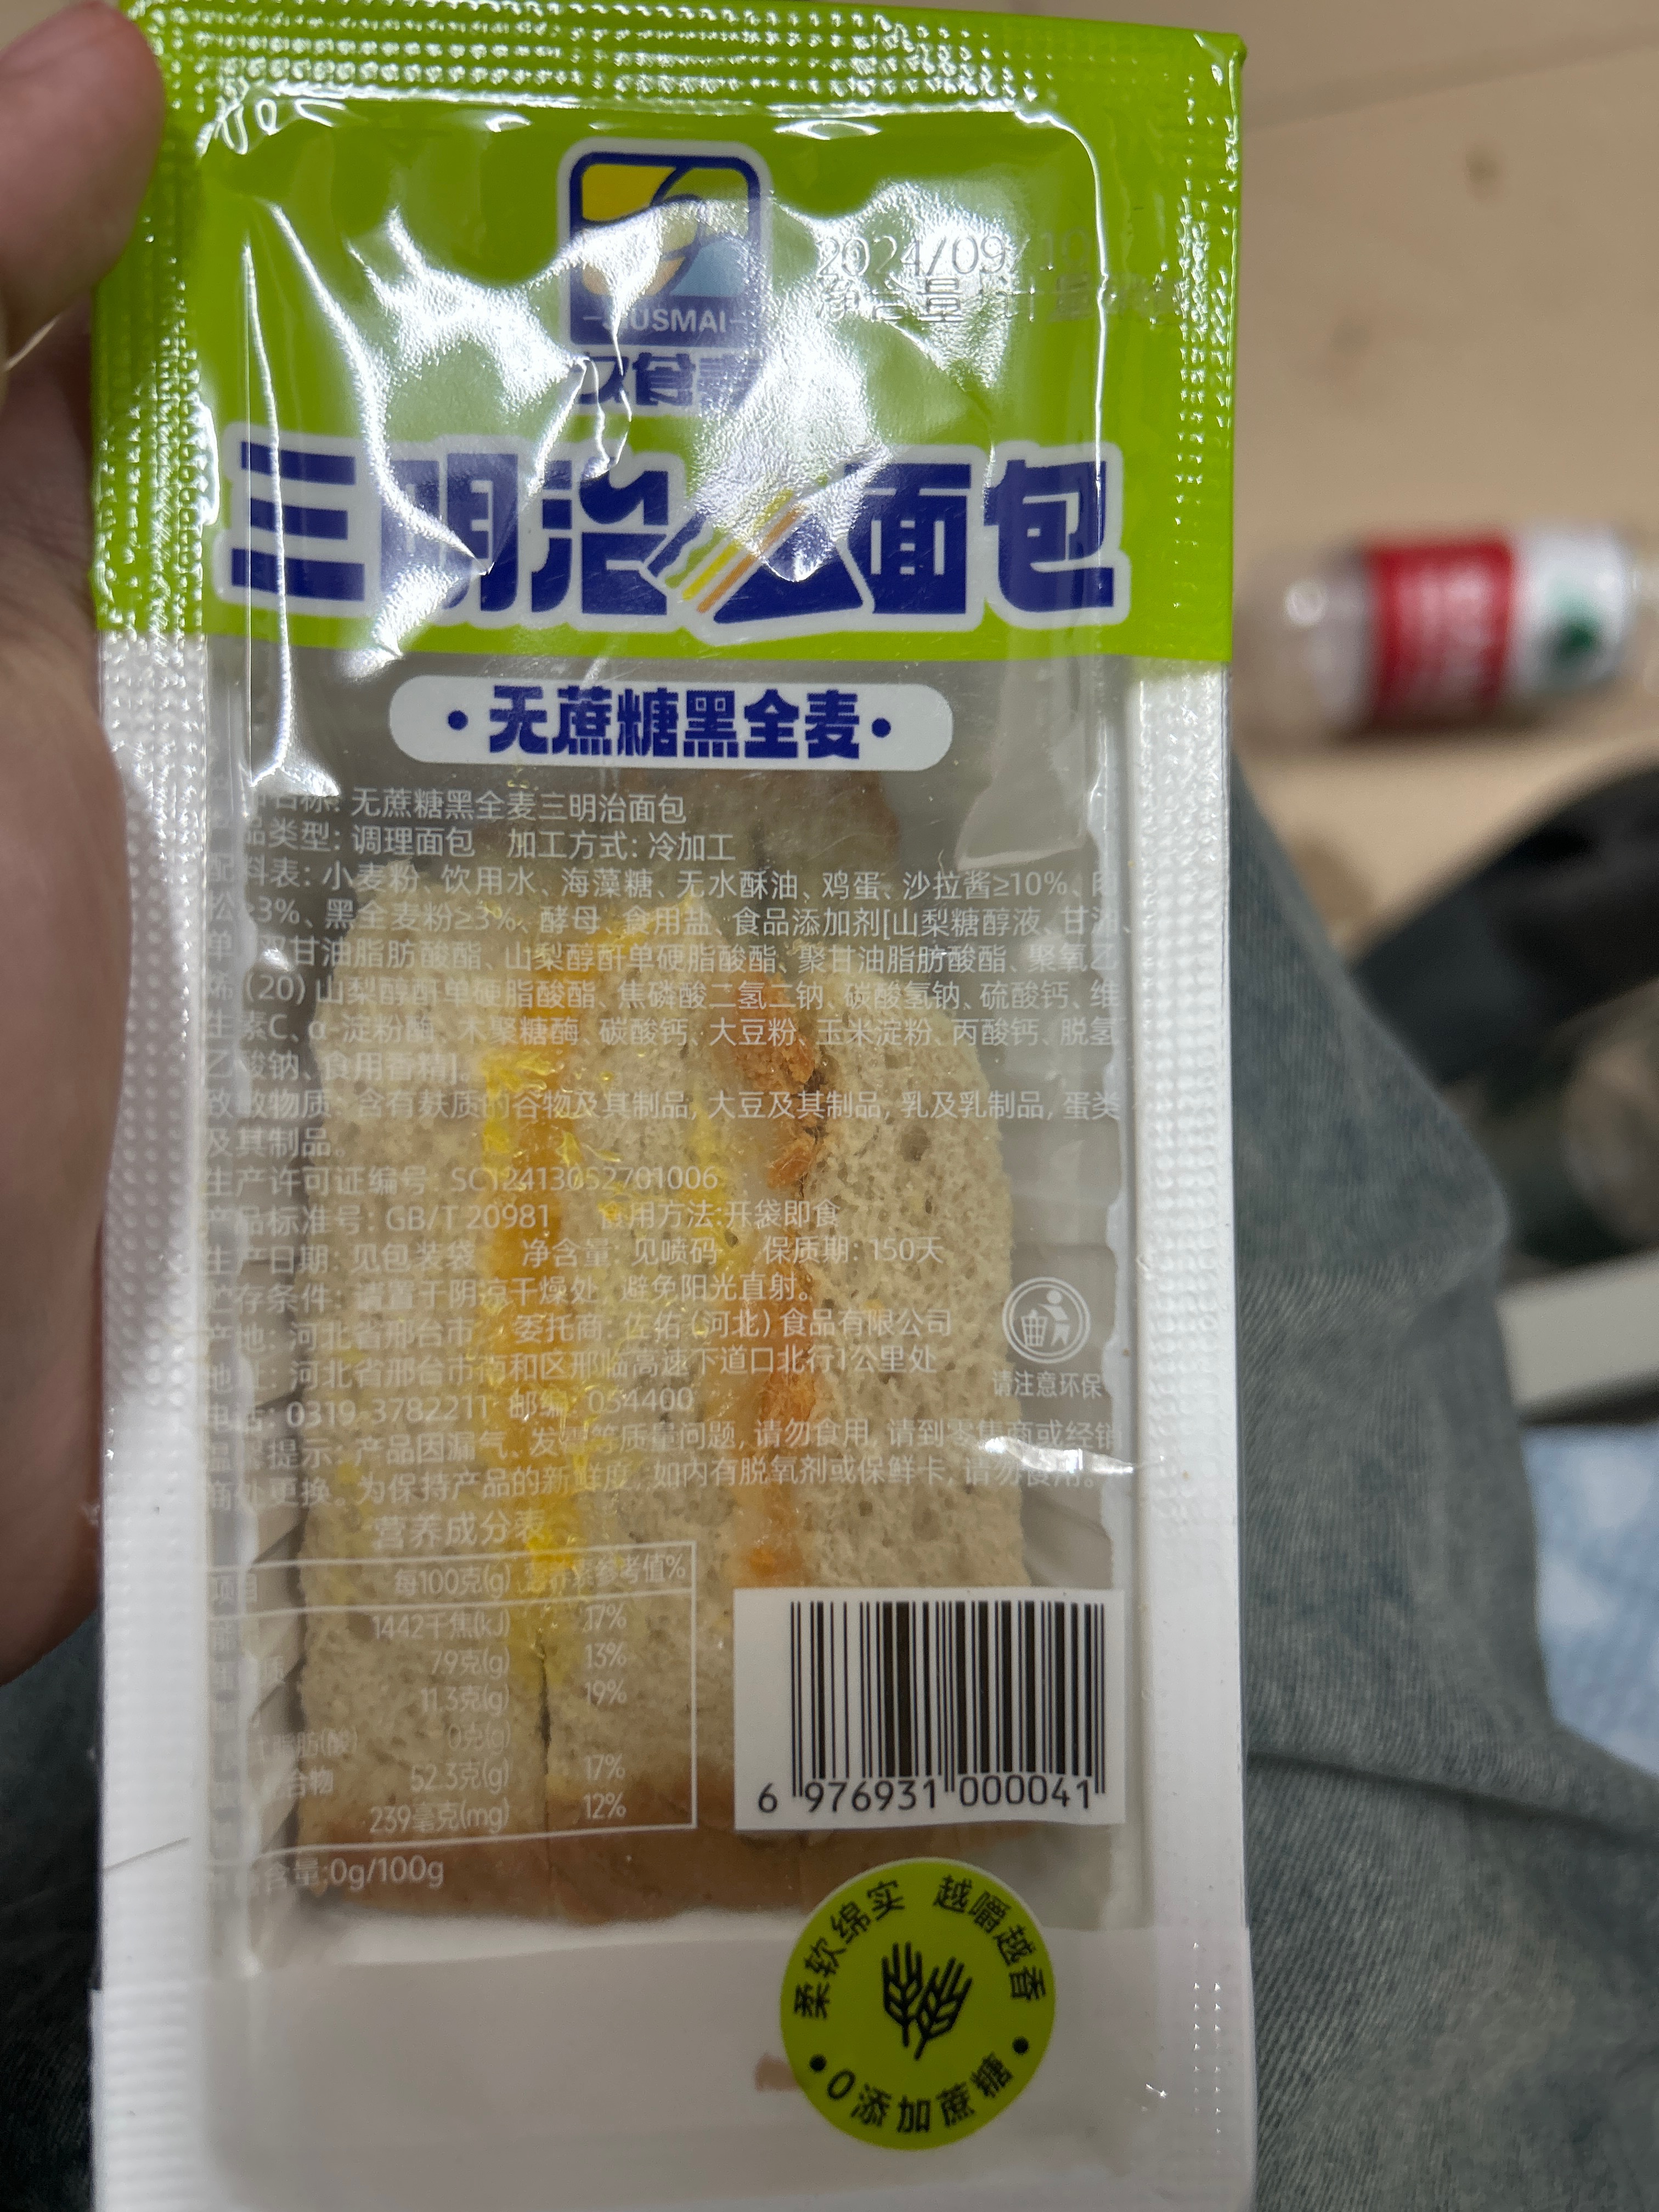 2024/09/10
净含量:计量
JIUSMAI
三明治面包
·无蔗糖黑全麦·
名称: 无蔗糖黑全麦三明治面包
品类型: 调理面包 加工方式: 冷加工
配料表: 小麦粉、饮用水、海藻糖、无水酥油、鸡蛋、沙拉酱≥10%、肉
松≥3%、黑全麦粉≥3%、酵母、食用盐、食品添加剂[山梨糖醇液、甘油、
单、双甘油脂肪酸酯、山梨醇酐单硬脂酸酯、聚甘油脂肪酸酯、聚氧乙
烯(20)山梨醇酐单硬脂酸酯、焦磷酸二氢二钠、碳酸氢钠、硫酸钙、维
生素C、α-淀粉酶、木聚糖酶、碳酸钙、大豆粉、玉米淀粉、丙酸钙、脱氢
乙酸钠、食用香精]
致敏物质: 含有麸质的谷物及其制品, 大豆及其制品, 乳及乳制品, 蛋类
及其制品。
生产许可证编号: SC12413052701006
产品标准号: GB/T 20981 食用方法:开袋即食
生产日期: 见包装袋 净含量: 见喷码 保质期: 150天
贮存条件: 请置于阴凉干燥处, 避免阳光直射。
产地: 河北省邢台市 委托商: 佐佑(河北)食品有限公司
地址: 河北省邢台市南和区邢临高速下道口北行1公里处
电话: 0319-3782211 邮编: 054400
请注意环保
温馨提示: 产品因漏气、发霉等质量问题, 请勿食用, 请到零售商或经销
商处更换。为保持产品的新鲜度, 如内有脱氧剂或保鲜卡, 请勿食用。
营养成分表
项目 每100克(g) 营养素参考值%
1442千焦(kJ) 17%
7.9克(g) 13%
11.3克(g) 19%
脂肪(酸) 0克(g)
合物 52.3克(g) 17%
239毫克(mg) 12%
含量:0g/100g
6 976931 000041
柔软绵实 越嚼越香
·0添加蔗糖·